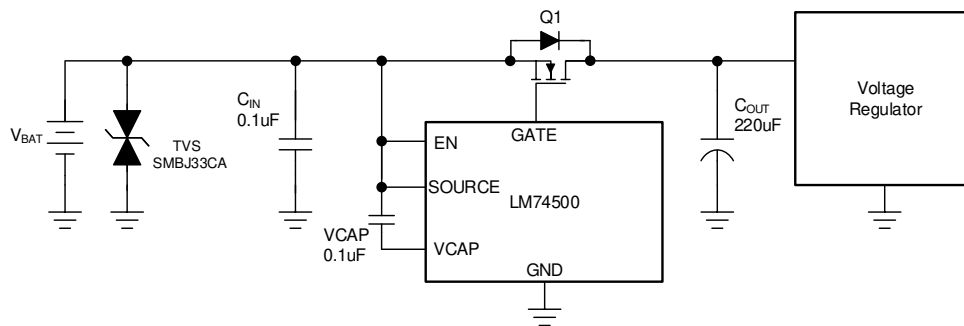 Q1
Voltage
Regulator
C_IN
0.1uF
C_OUT
220uF
V_BAT
TVS
SMBJ33CA
EN
GATE
SOURCE
LM74500
VCAP
0.1uF
VCAP
GND